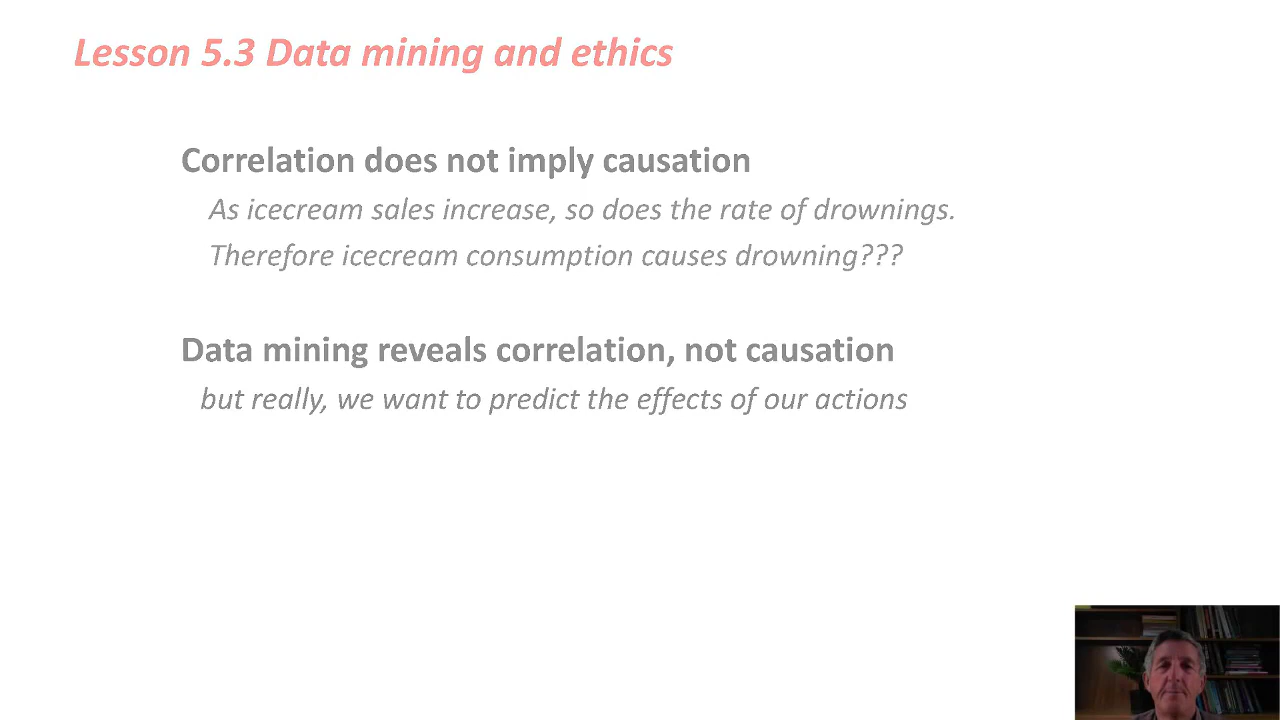 Lesson 5.3 Data mining and ethics
Correlation does not imply causation
As icecream sales increase, so does the rate of drownings.
Therefore icecream consumption causes drowning???
Data mining reveals correlation, not causation
but really, we want to predict the effects of our actions